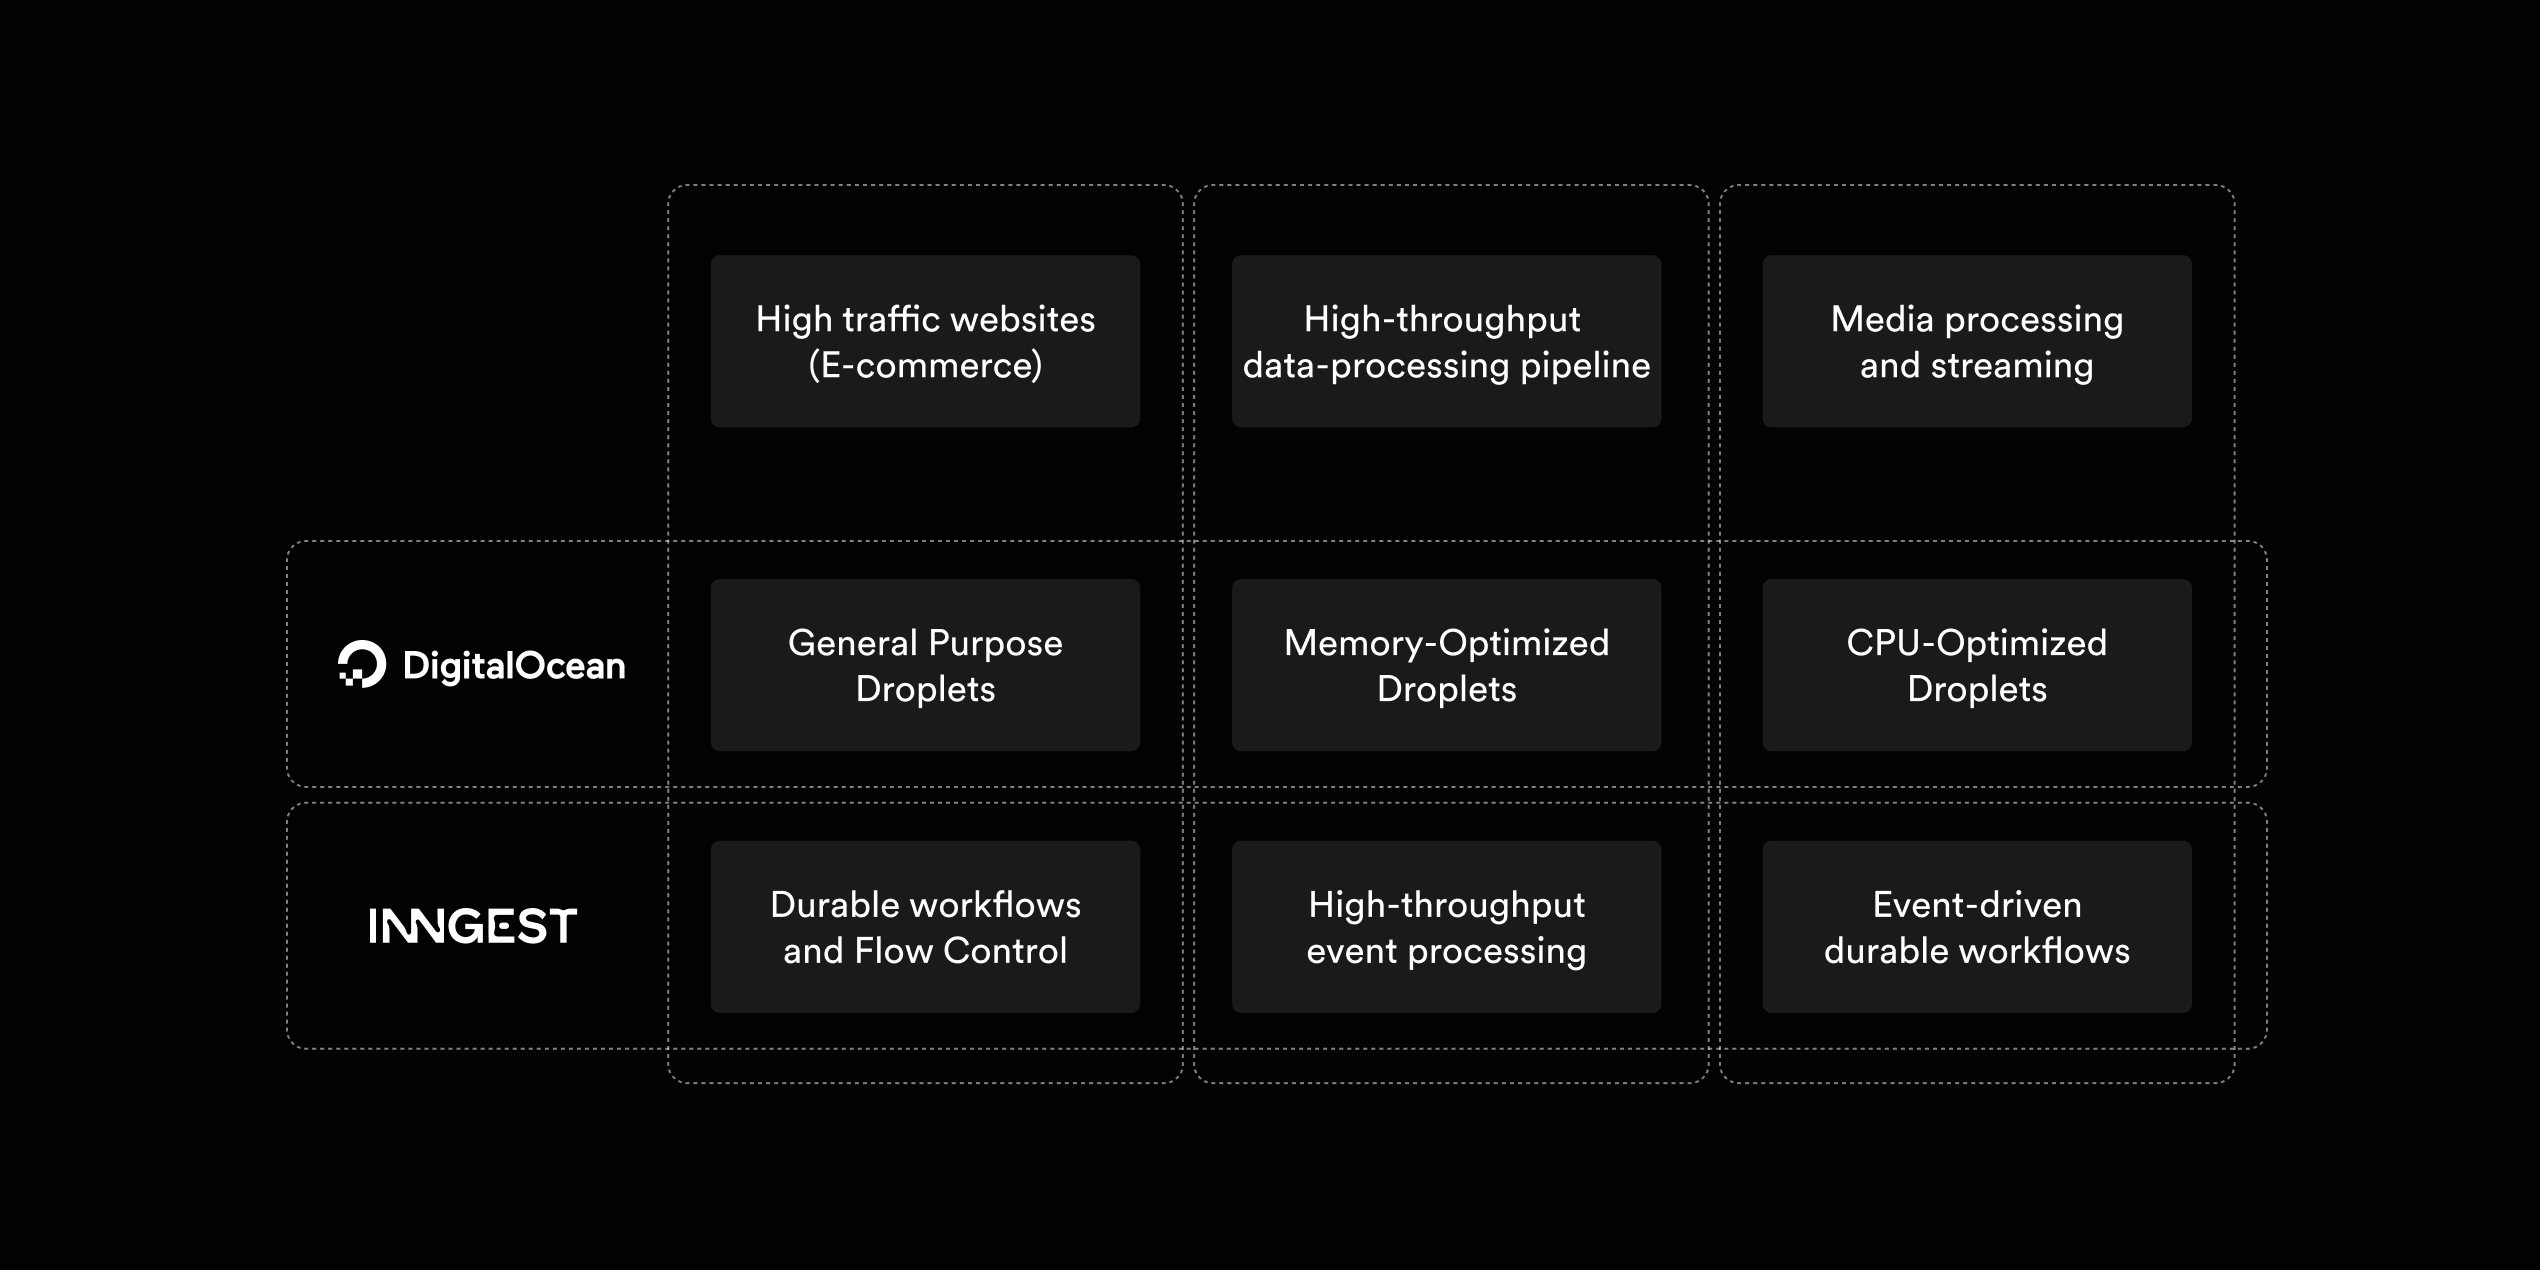 High traffic websites
(E-commerce)
High-throughput
data-processing pipeline
Media processing
and streaming
DigitalOcean
General Purpose
Droplets
Memory-Optimized
Droplets
CPU-Optimized
Droplets
INNGEST
Durable workflows
and Flow Control
High-throughput
event processing
Event-driven
durable workflows